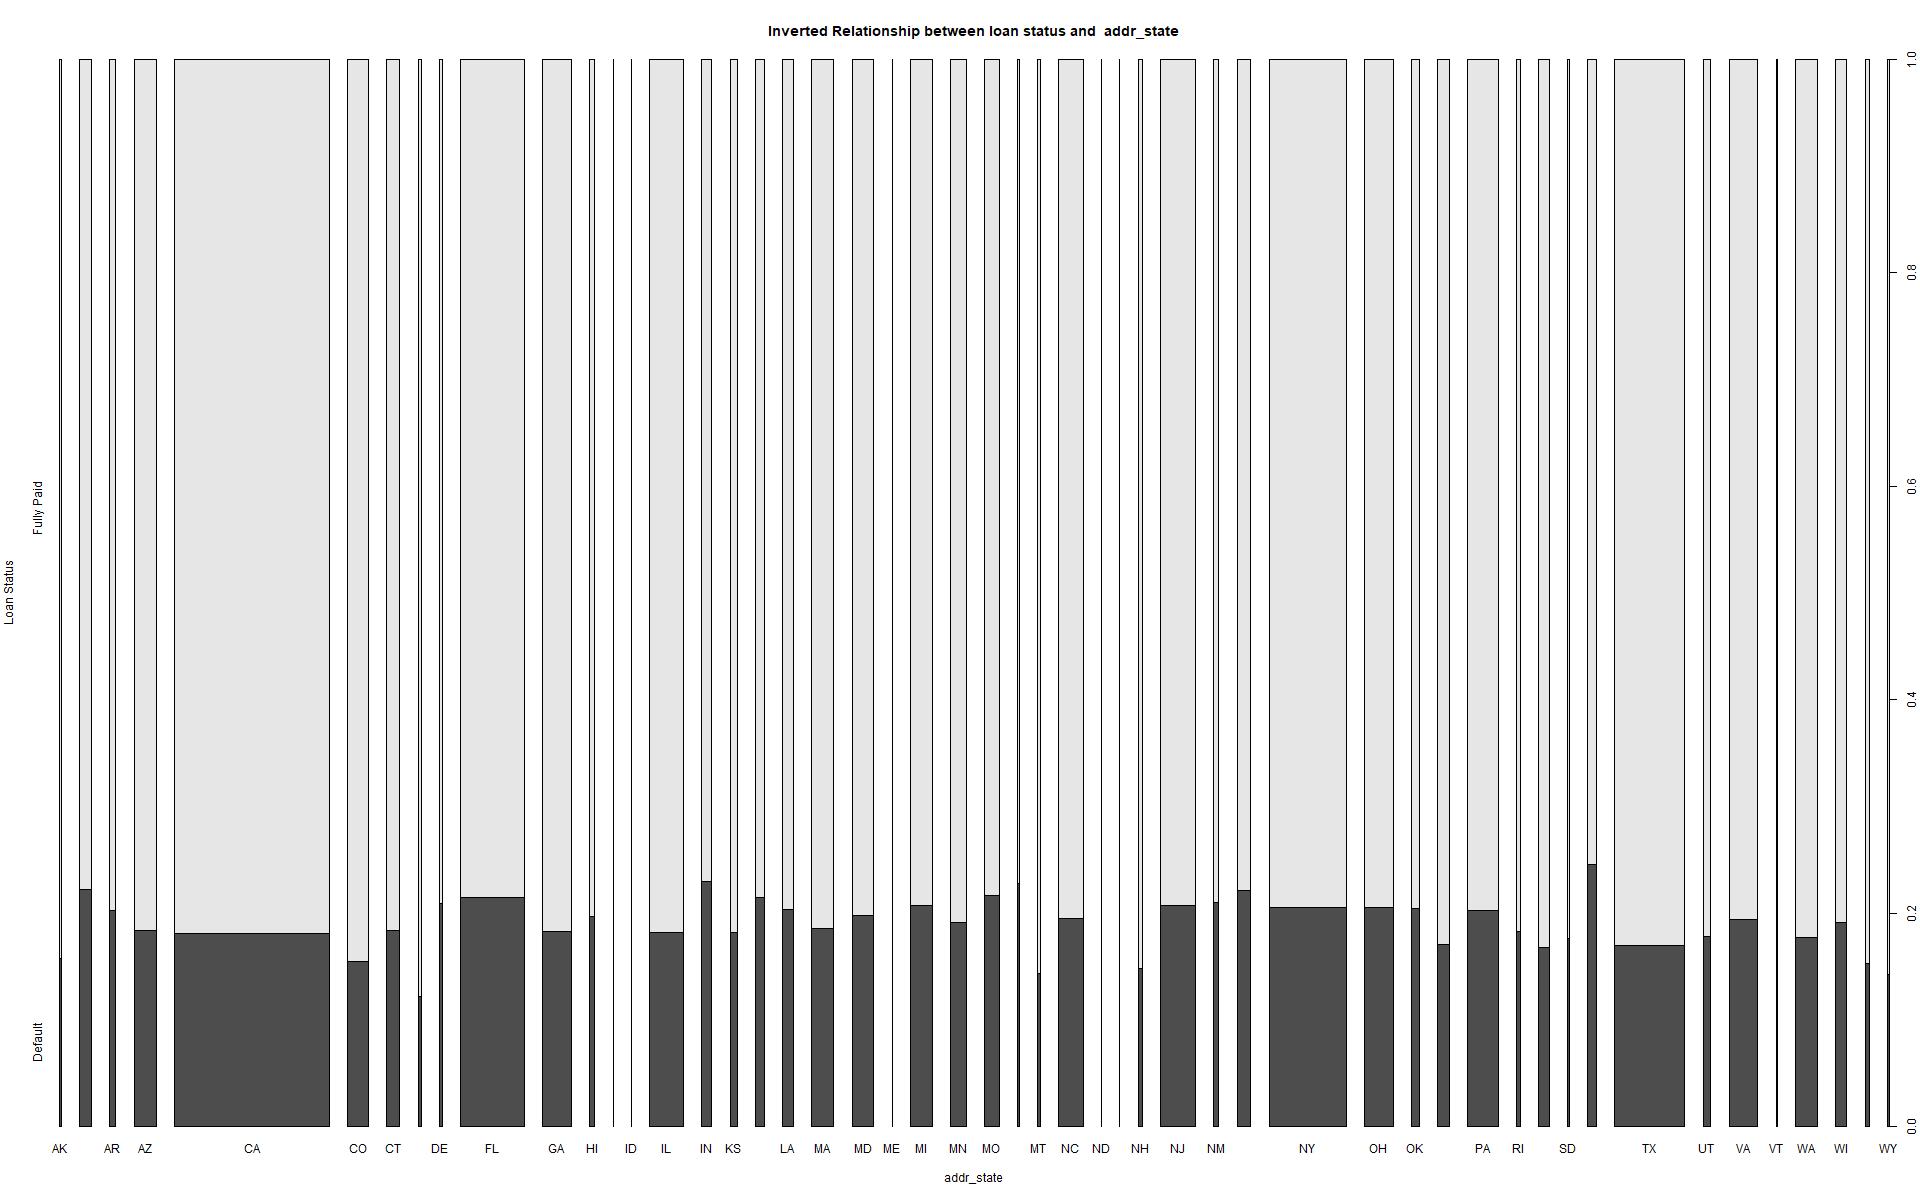 Inverted Relationship between loan status and addr_state
1.0
0.8
0.6
0.4
0.2
0.0
Fully Paid
Loan Status
Default
AK AR AZ CA CO CT DE FL GA HI ID IL IN KS LA MA MD ME MI MN MO MT NC ND NH NJ NM NY OH OK PA RI SD TX UT VA VT WA WI WY
addr_state